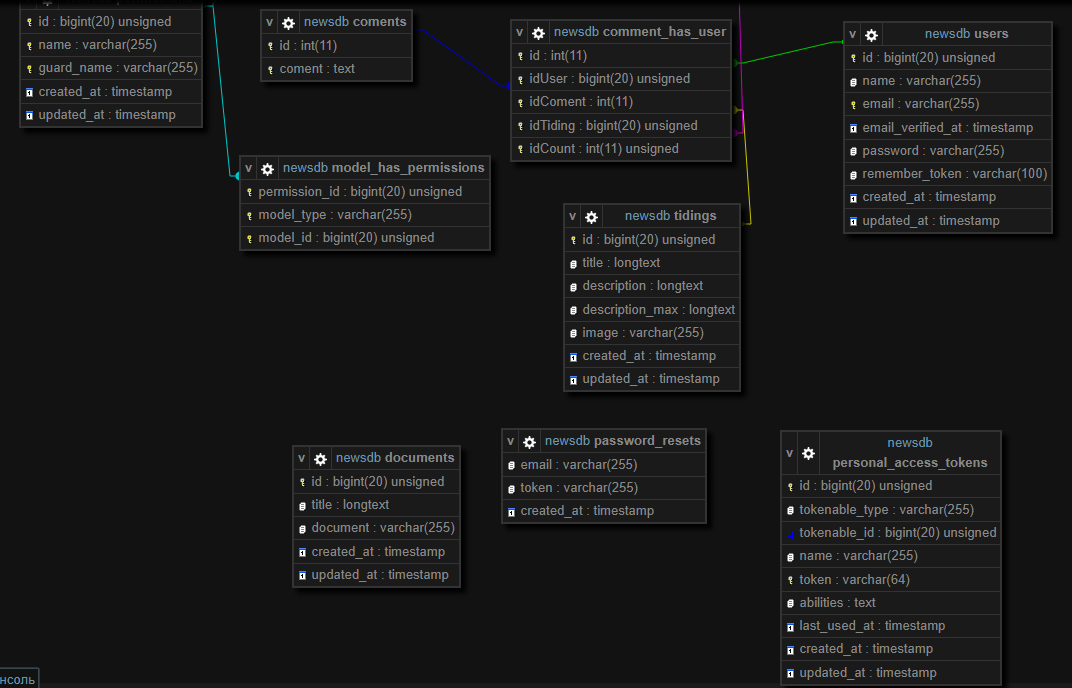 id : bigint(20) unsigned
name : varchar(255)
guard_name : varchar(255)
created_at : timestamp
updated_at : timestamp
v newsdb coments
id : int(11)
coment : text
v newsdb comment_has_user
id : int(11)
idUser : bigint(20) unsigned
idComent : int(11)
idTiding : bigint(20) unsigned
idCount : int(11) unsigned
v newsdb users
id : bigint(20) unsigned
name : varchar(255)
email : varchar(255)
email_verified_at : timestamp
password : varchar(255)
remember_token : varchar(100)
created_at : timestamp
updated_at : timestamp
v newsdb model_has_permissions
permission_id : bigint(20) unsigned
model_type : varchar(255)
model_id : bigint(20) unsigned
v newsdb tidings
id : bigint(20) unsigned
title : longtext
description : longtext
description_max : longtext
image : varchar(255)
created_at : timestamp
updated_at : timestamp
v newsdb documents
id : bigint(20) unsigned
title : longtext
document : varchar(255)
created_at : timestamp
updated_at : timestamp
v newsdb password_resets
email : varchar(255)
token : varchar(255)
created_at : timestamp
v newsdb
personal_access_tokens
id : bigint(20) unsigned
tokenable_type : varchar(255)
tokenable_id : bigint(20) unsigned
name : varchar(255)
token : varchar(64)
abilities : text
last_used_at : timestamp
created_at : timestamp
updated_at : timestamp
нсоль